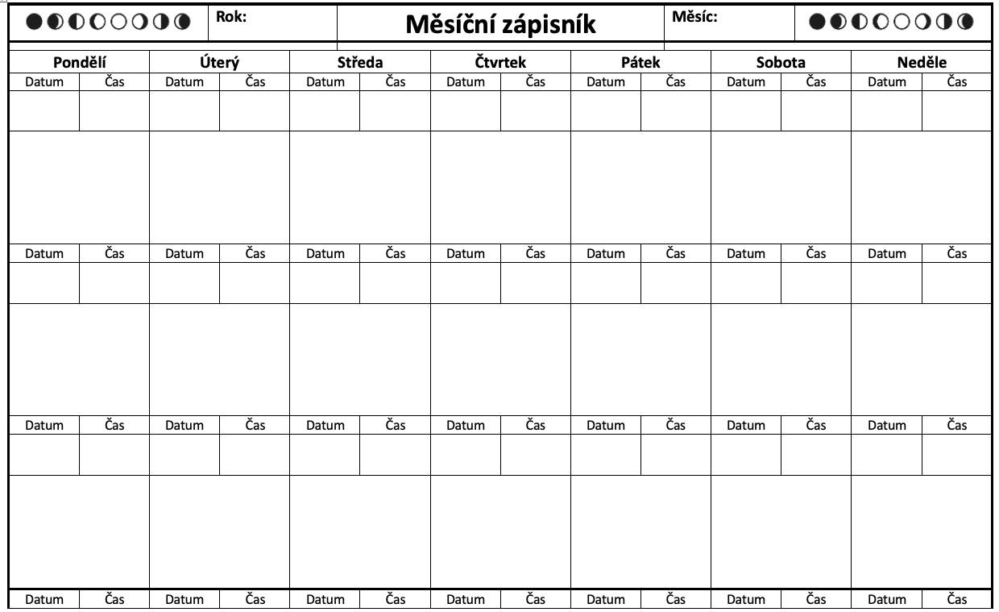 Rok: Měsíční zápisník Měsíc:
Pondělí Úterý Středa Čtvrtek Pátek Sobota Neděle
Datum Čas Datum Čas Datum Čas Datum Čas Datum Čas Datum Čas Datum Čas
Datum Čas Datum Čas Datum Čas Datum Čas Datum Čas Datum Čas Datum Čas
Datum Čas Datum Čas Datum Čas Datum Čas Datum Čas Datum Čas Datum Čas
Datum Čas Datum Čas Datum Čas Datum Čas Datum Čas Datum Čas Datum Čas